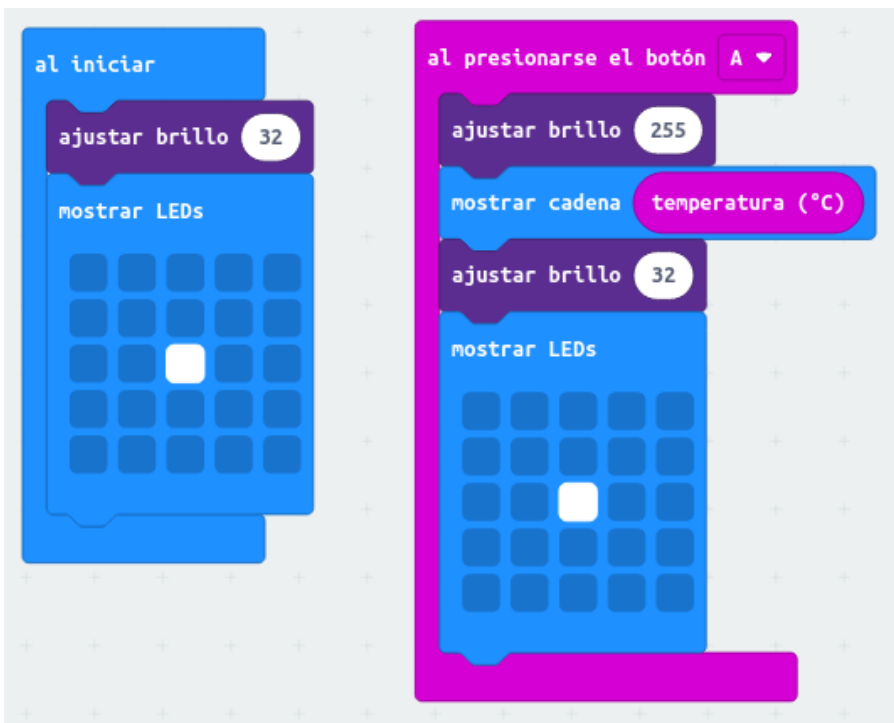 al iniciar
ajustar brillo 32
mostrar LEDs
al presionarse el botón A
ajustar brillo 255
mostrar cadena temperatura (°C)
ajustar brillo 32
mostrar LEDs